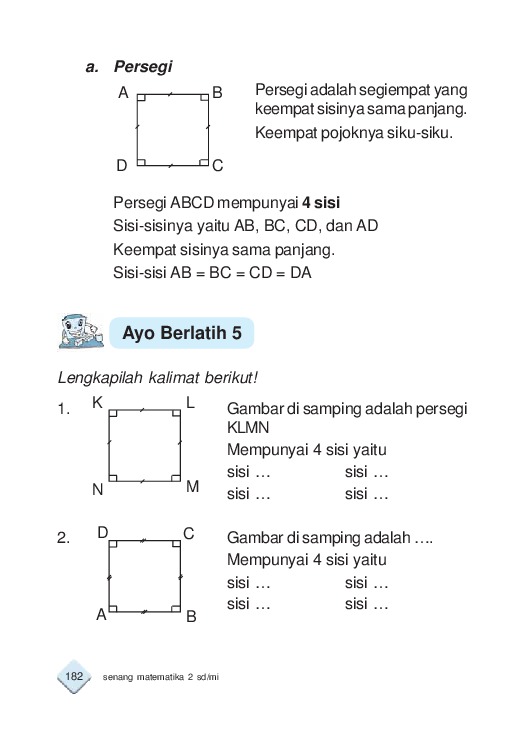 a. Persegi
A B
D C
Persegi adalah segiempat yang
keempat sisinya sama panjang.
Keempat pojoknya siku-siku.
Persegi ABCD mempunyai 4 sisi
Sisi-sisinya yaitu AB, BC, CD, dan AD
Keempat sisinya sama panjang.
Sisi-sisi AB = BC = CD = DA
Ayo Berlatih 5
Lengkapilah kalimat berikut!
1. K L
N M
Gambar di samping adalah persegi
KLMN
Mempunyai 4 sisi yaitu
sisi … sisi …
sisi … sisi …
2. D C
A B
Gambar di samping adalah ….
Mempunyai 4 sisi yaitu
sisi … sisi …
sisi … sisi …
182 senang matematika 2 sd/mi